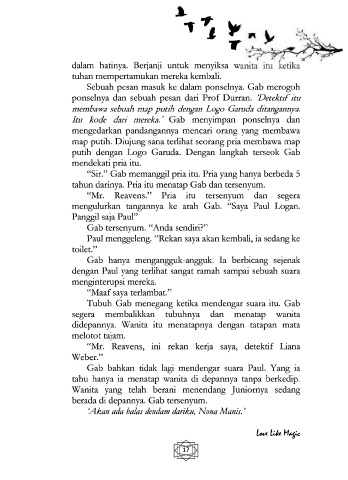 dalam hatinya. Berjanji untuk menyiksa wanita itu ketika
tuhan mempertamukan mereka kembali.
Sebuah pesan masuk ke dalam ponselnya. Gab merogoh
ponselnya dan sebuah pesan dari Prof Durran. 'Detektif itu
membawa sebuah map putih dengan Logo Garuda ditangannya.
Itu kode dari mereka.' Gab menyimpan ponselnya dan
mengedarkan pandangannya mencari orang yang membawa
map putih. Diujung sana terlihat seorang pria membawa map
putih dengan Logo Garuda. Dengan langkah terseok Gab
mendekati pria itu.
"Sir." Gab memanggil pria itu. Pria yang hanya berbeda 5
tahun darinya. Pria itu menatap Gab dan tersenyum.
"Mr. Reavens." Pria itu tersenyum dan segera
mengulurkan tangannya ke arah Gab. "Saya Paul Logan.
Panggil saja Paul"
Gab tersenyum. "Anda sendiri?"
Paul menggeleng. "Rekan saya akan kembali, ia sedang ke
toilet."
Gab hanya mengangguk-angguk. Ia berbicang sejenak
dengan Paul yang terlihat sangat ramah sampai sebuah suara
menginterupsi mereka.
"Maaf saya terlambat."
Tubuh Gab menegang ketika mendengar suara itu. Gab
segera membalikkan tubuhnya dan menatap wanita
didepannya. Wanita itu menatapnya dengan tatapan mata
melotot tajam.
"Mr. Reavens, ini rekan kerja saya, detektif Liana
Weber."
Gab bahkan tidak lagi mendengar suara Paul. Yang ia
tahu hanya ia menatap wanita di depannya tanpa berkedip.
Wanita yang telah berani menendang Juniornya sedang
berada di depannya. Gab tersenyum.
'Akan ada balas dendam dariku, Nona Manis.'
Love Like Magic
17